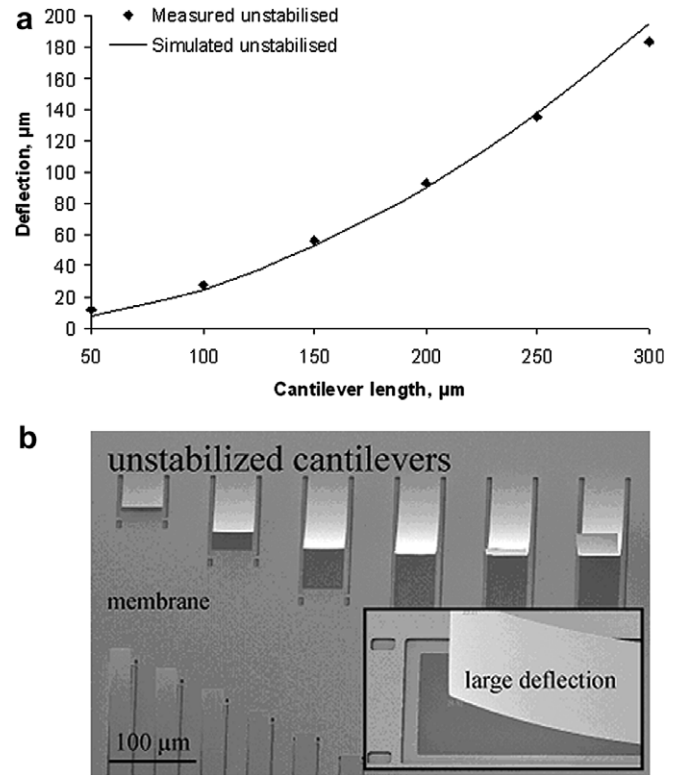 a
Measured unstabilised
Simulated unstabilised
Deflection, µm
200
180
160
140
120
100
80
60
40
20
0
50 100 150 200 250 300
Cantilever length, µm
b
unstabilized cantilevers
membrane
large deflection
100 µm